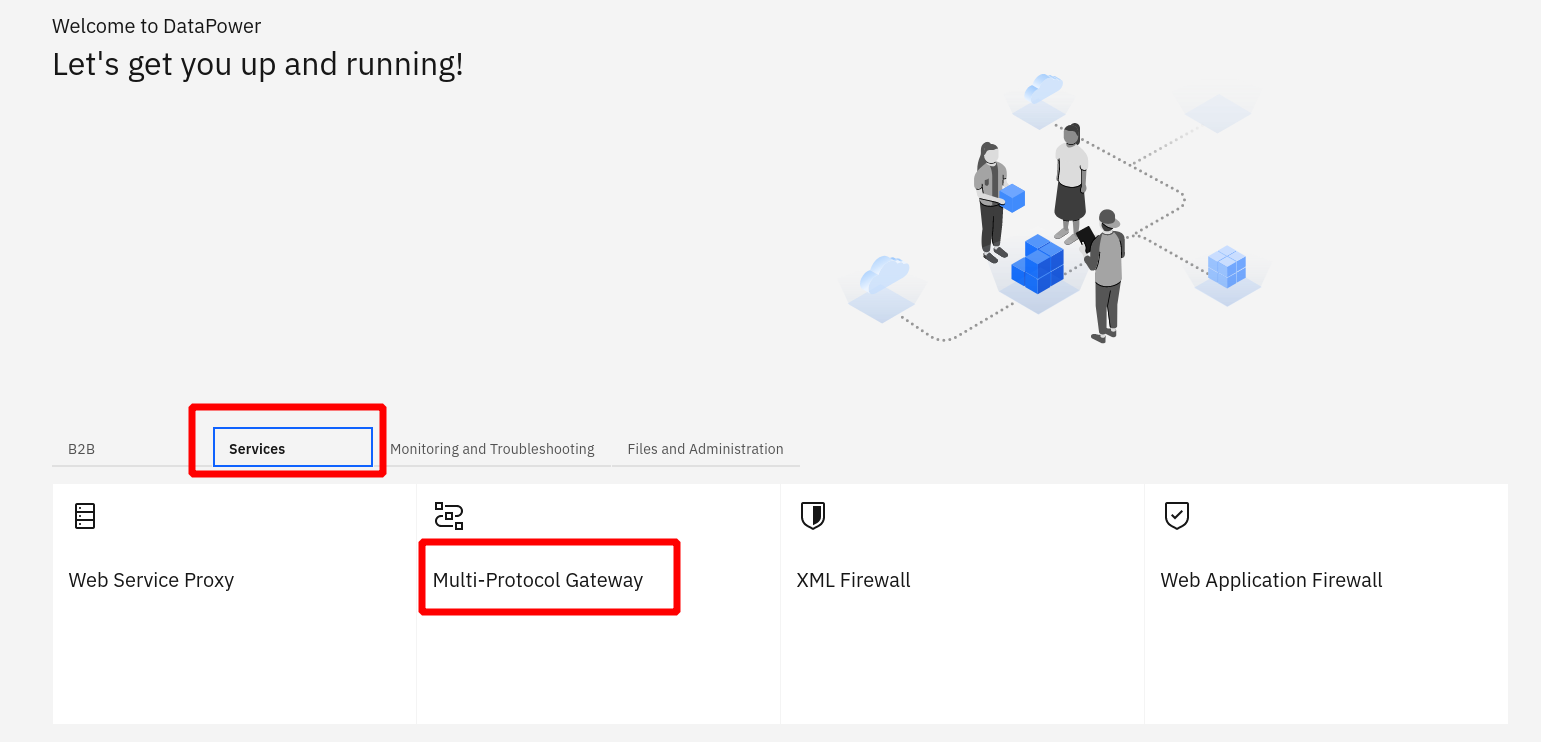 Welcome to DataPower
Let's get you up and running!
B2B
Services
Monitoring and Troubleshooting
Files and Administration
Web Service Proxy
Multi-Protocol Gateway
XML Firewall
Web Application Firewall